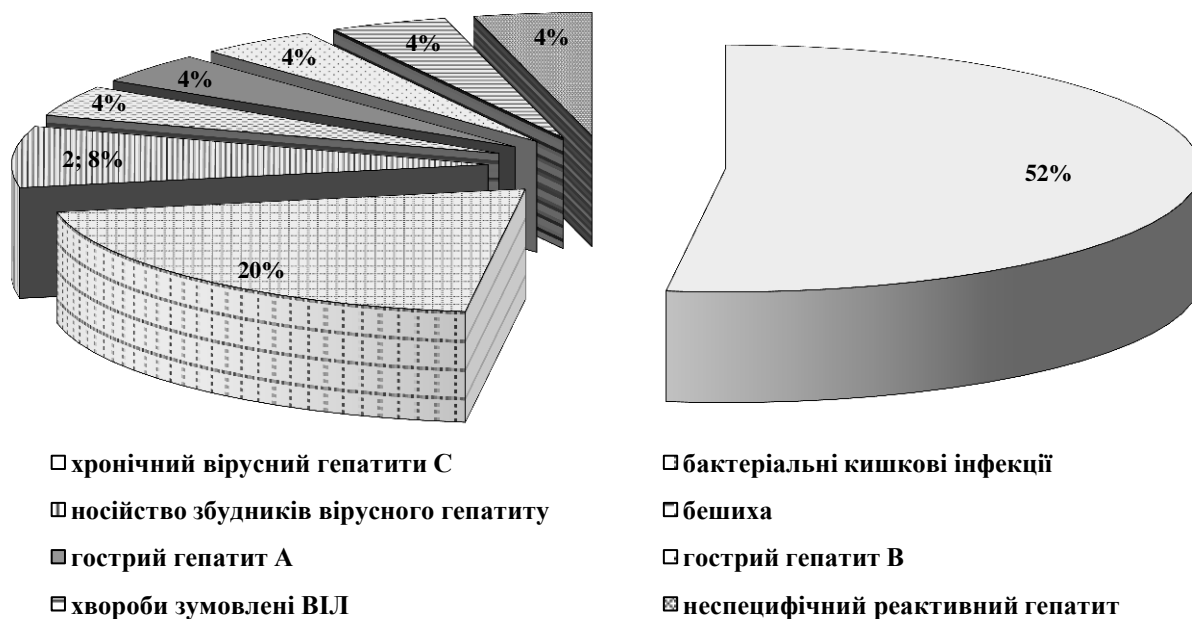 4%
4%
4%
4%
4%
2; 8%
52%
20%
хронічний вірусний гепатити С
бактеріальні кишкові інфекції
носійство збудників вірусного гепатиту
бешиха
гострий гепатит А
гострий гепатит В
хвороби зумовлені ВІЛ
неспецифічний реактивний гепатит